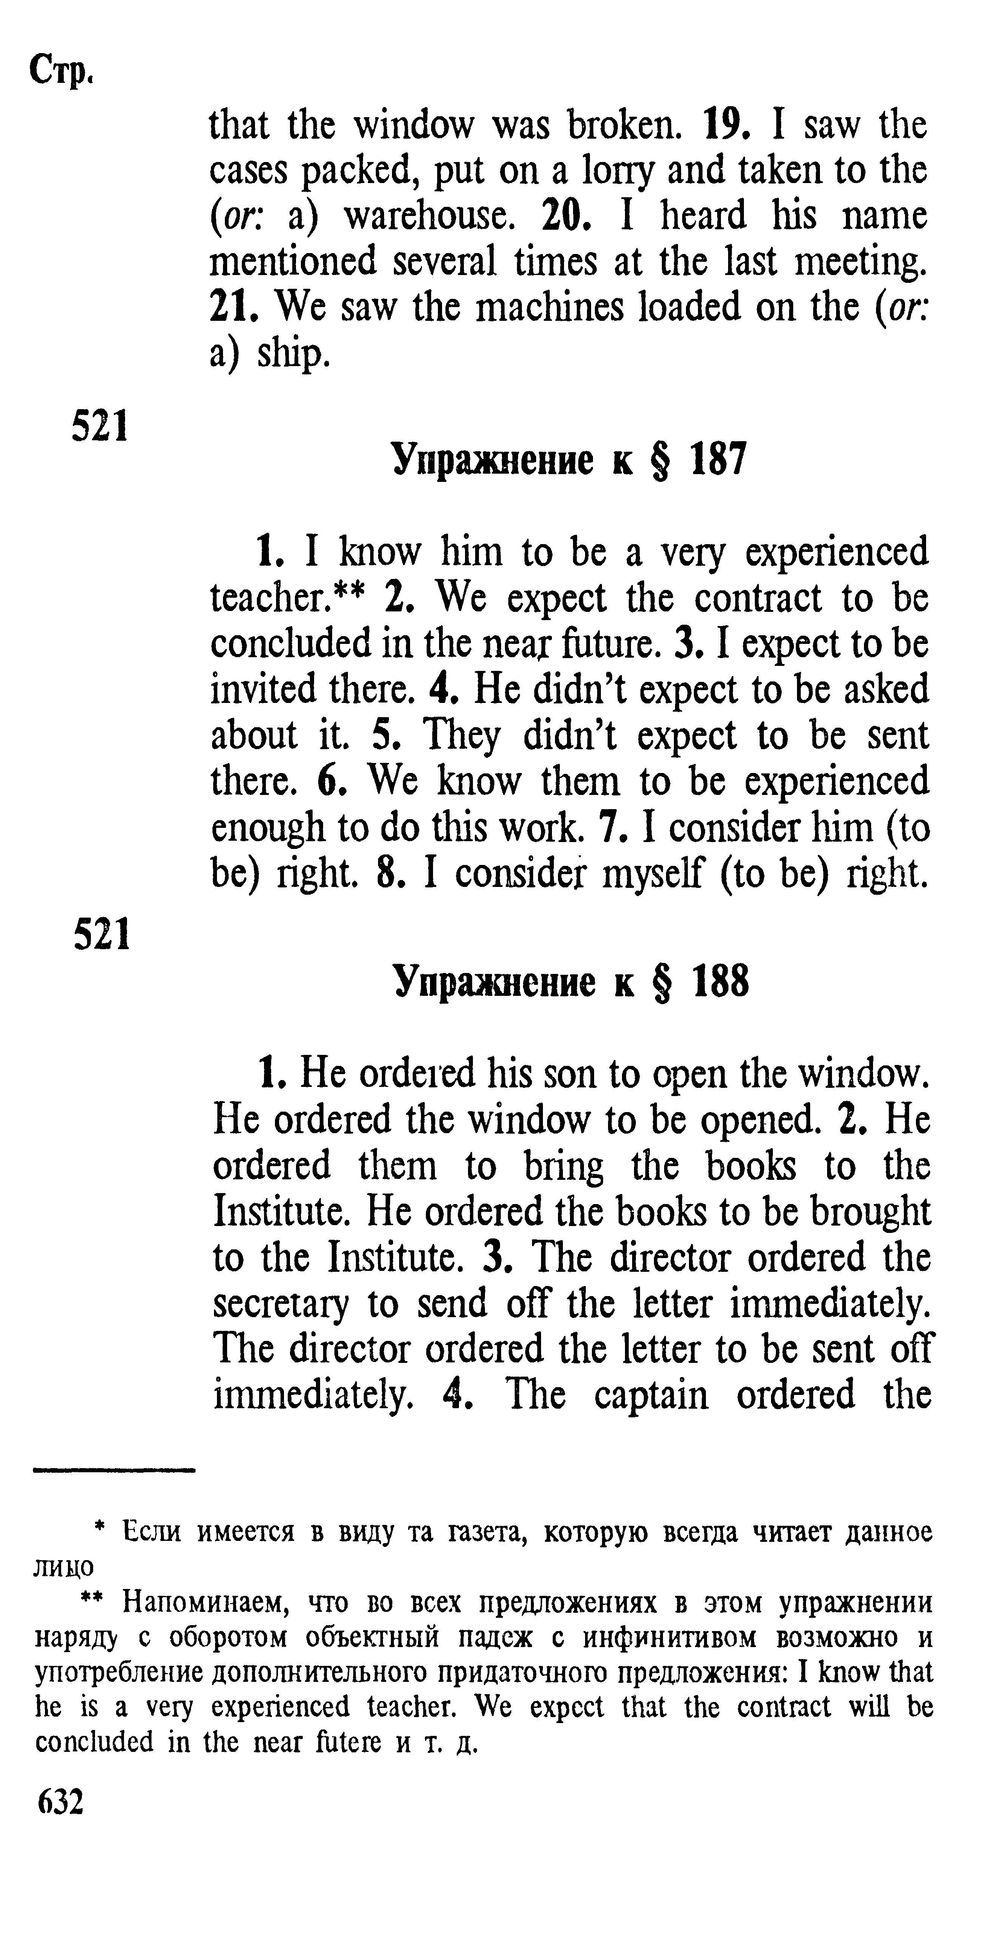 Стр.
that the window was broken. 19. I saw the
cases packed, put on a lorry and taken to the
(or: a) warehouse. 20. I heard his name
mentioned several times at the last meeting.
21. We saw the machines loaded on the (or:
a) ship.
521
Упражнение к § 187
1. I know him to be a very experienced
teacher.** 2. We expect the contract to be
concluded in the near future. 3. I expect to be
invited there. 4. He didn't expect to be asked
about it. 5. They didn't expect to be sent
there. 6. We know them to be experienced
enough to do this work. 7. I consider him (to
be) right. 8. I consider myself (to be) right.
521
Упражнение к § 188
1. He ordered his son to open the window.
He ordered the window to be opened. 2. He
ordered them to bring the books to the
Institute. He ordered the books to be brought
to the Institute. 3. The director ordered the
secretary to send off the letter immediately.
The director ordered the letter to be sent off
immediately. 4. The captain ordered the
* Если имеется в виду та газета, которую всегда читает данное
лицо
** Напоминаем, что во всех предложениях в этом упражнении
наряду с оборотом объектный падеж с инфинитивом возможно и
употребление дополнительного придаточного предложения: I know that
he is a very experienced teacher. We expect that the contract will be
concluded in the near futere и т. д.
632